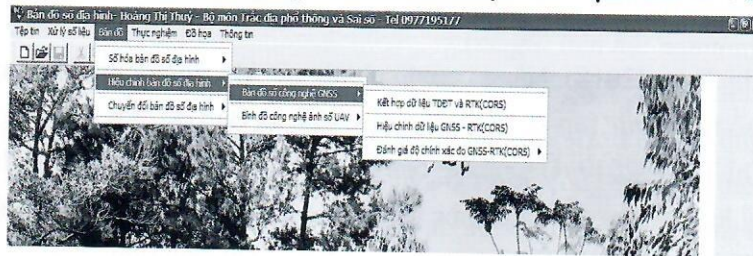 Bản đồ số địa hình- Hoàng Thị Thuỷ - Bộ môn Trắc địa phổ thông và Sai số - Tel 0977195177
Tệp tin Xử lý số liệu Bản đồ Thực nghiệm Đồ họa Thông tin
Số hóa bản đồ số địa hình
Hiệu chỉnh bản đồ số địa hình
Chuyển đổi bản đồ số địa hình
Bản đồ số công nghệ GNSS
Bình đồ công nghệ ảnh số UAV
Kết hợp dữ liệu TDĐT và RTK(CORS)
Hiệu chỉnh dữ liệu GNSS - RTK(CORS)
Đánh giá độ chính xác đo GNSS-RTK(CORS)